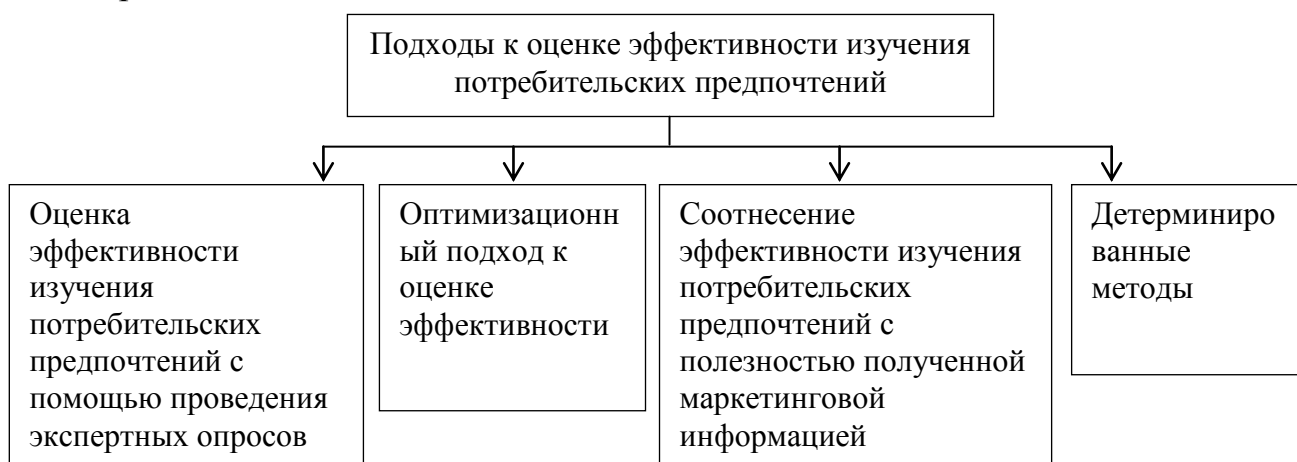 Подходы к оценке эффективности изучения
потребительских предпочтений
Оценка
эффективности
изучения
потребительских
предпочтений с
помощью проведения
экспертных опросов
Оптимизационн
ый подход к
оценке
эффективности
Соотнесение
эффективности изучения
потребительских
предпочтений с
полезностью полученной
маркетинговой
информацией
Детерминиро
ванные
методы